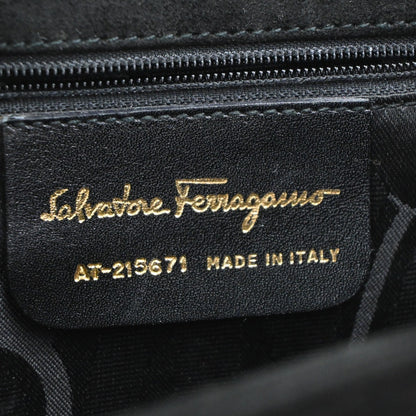 Salvatore Ferragamo
AT-215671 MADE IN ITALY